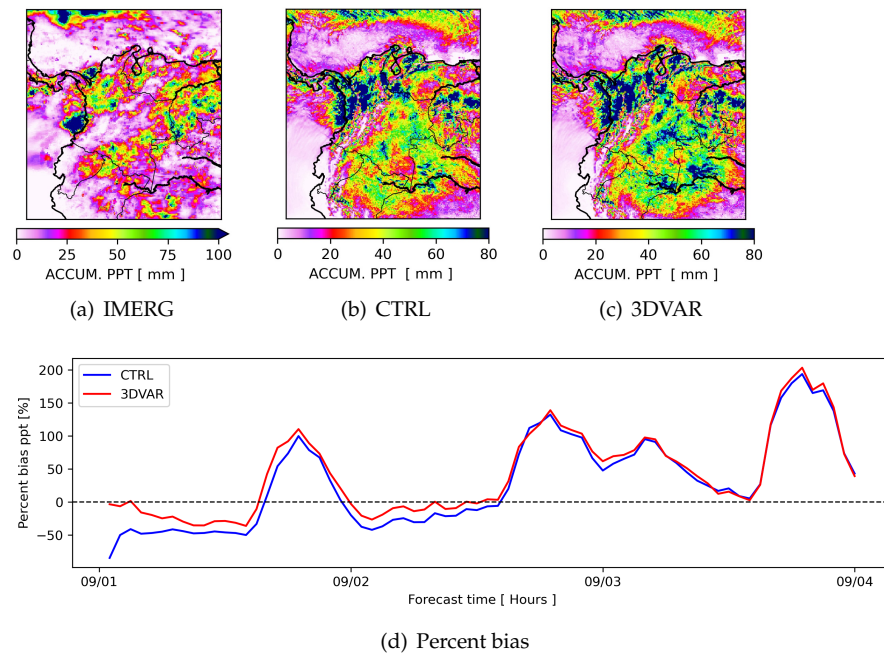 0 25 50 75 100
ACCUM. PPT [ mm ]
(a) IMERG
0 20 40 60 80
ACCUM. PPT [ mm ]
(b) CTRL
0 20 40 60 80
ACCUM. PPT [ mm ]
(c) 3DVAR
Percent bias ppt [%]
200
150
100
50
0
−50
CTRL
3DVAR
09/01 09/02 09/03 09/04
Forecast time [ Hours ]
(d) Percent bias